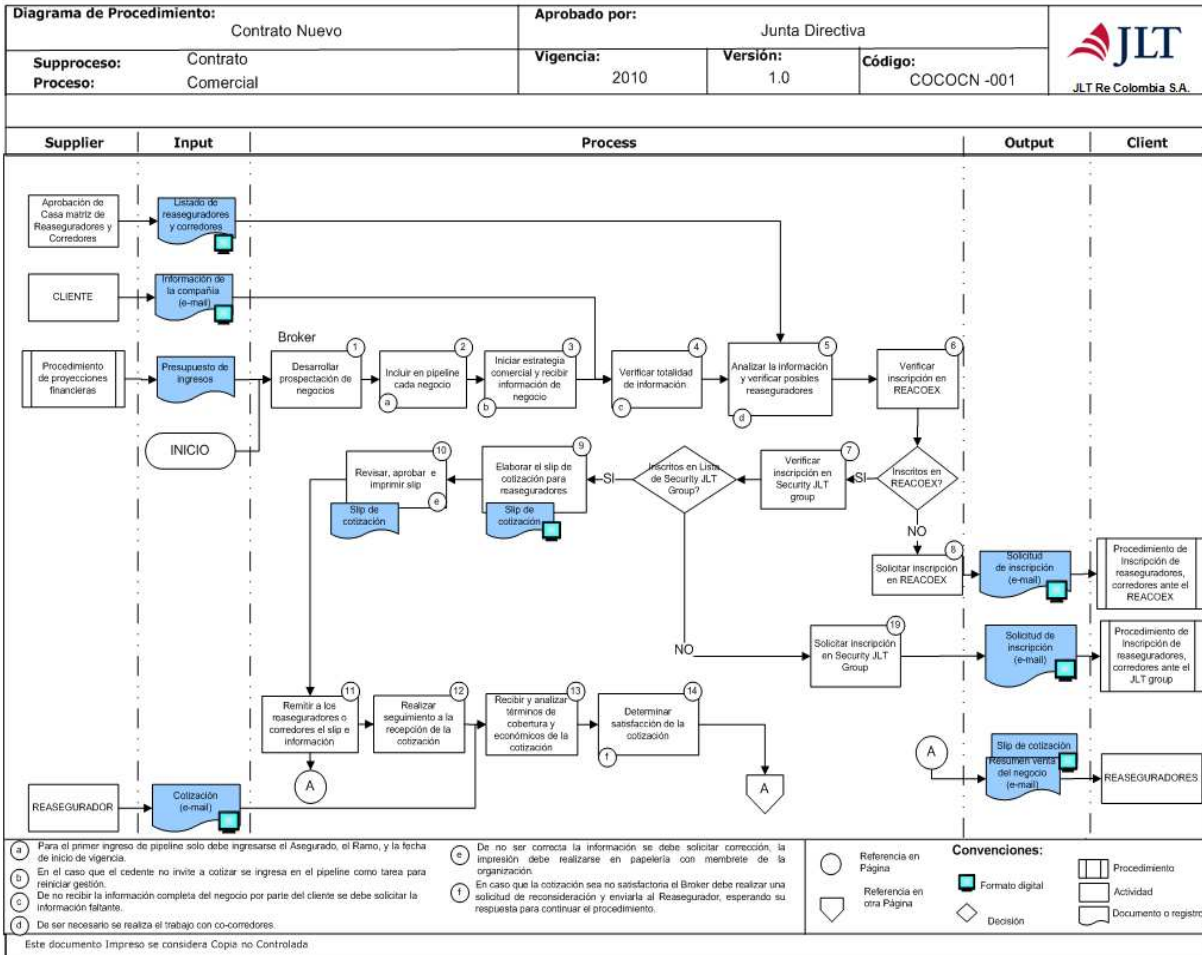 Diagrama de Procedimiento:
Contrato Nuevo
Aprobado por:
Junta Directiva
Supproceso:
Contrato
Proceso:
Comercial
Vigencia:
2010
Versión:
1.0
Código:
COCOCN -001
JLT
JLT Re Colombia S.A.
Supplier
Input
Process
Output
Client
Aprobación de
Casa matriz de
Reaseguradores y
Corredores
Listado de
reaseguradores
y corredores
CLIENTE
Información de
la compañía
(e-mail)
Procedimiento
de proyecciones
financieras
Presupuesto de
ingresos
INICIO
Broker
1
Desarrollar
prospectación de
negocios
2
Incluir en pipeline
cada negocio
a
3
Iniciar estrategia
comercial y recibir
información de
negocio
b
4
Verificar totalidad
de información
c
5
Analizar la información
y verificar posibles
reaseguradores
d
6
Verificar
inscripción en
REACOEX
Inscritos en
REACOEX?
SI
NO
7
Verificar
inscripción en
Security JLT
group
Inscritos en Lista
de Security JLT
Group?
SI
NO
9
Elaborar el slip de
cotización para
reaseguradores
Slip de
cotización
10
Revisar, aprobar e
imprimir slip
e
Slip de
cotización
8
Solicitar inscripción
en REACOEX
Solicitud
de inscripción
(e-mail)
Procedimiento de
Inscripción de
reaseguradores,
corredores ante el
REACOEX
19
Solicitar inscripción
en Security JLT
Group
Solicitud de
inscripción
(e-mail)
Procedimiento de
Inscripción de
reaseguradores,
corredores ante el
JLT group
11
Remitir a los
reaseguradores o
corredores el slip e
información
A
12
Realizar
seguimiento a la
recepción de la
cotización
13
Recibir y analizar
términos de
cobertura y
económicos de la
cotización
14
Determinar
satisfacción de la
cotización
f
A
A
Slip de cotización
Resumen venta
del negocio
(e-mail)
REASEGURADORES
REASEGURADOR
Cotización
(e-mail)
a Para el primer ingreso de pipeline solo debe ingresarse el Asegurado, el Ramo, y la fecha
de inicio de vigencia.
b En el caso que el cedente no invite a cotizar se ingresa en el pipeline como tarea para
reiniciar gestión.
c De no recibir la información completa del negocio por parte del cliente se debe solicitar la
información faltante.
d De ser necesario se realiza el trabajo con co-corredores.
e De no ser correcta la información se debe solicitar corrección, la
impresión debe realizarse en papelería con membrete de la
organización.
f En caso que la cotización sea no satisfactoria el Broker debe realizar una
solicitud de reconsideración y enviarla al Reasegurador, esperando su
respuesta para continuar el procedimiento.
Convenciones:
Referencia en
Página
Referencia en
otra Página
Formato digital
Decisión
Procedimiento
Actividad
Documento o registro
Este documento Impreso se considera Copia no Controlada